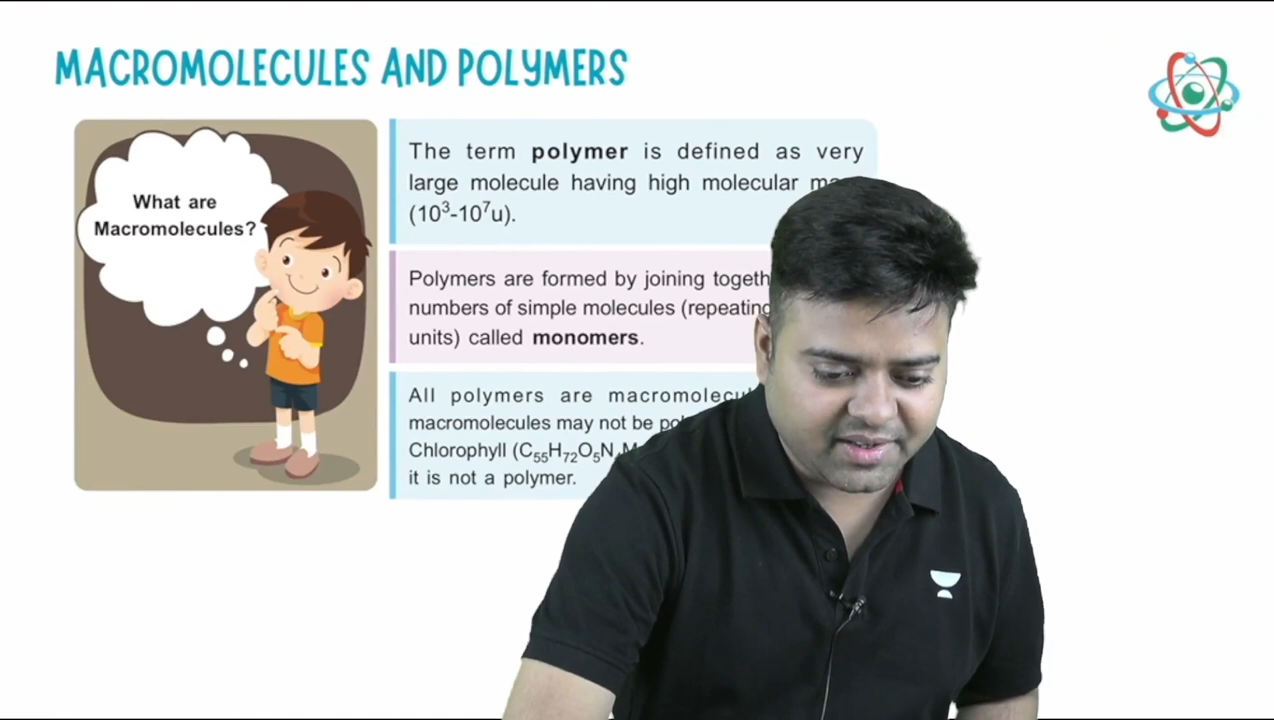 MACROMOLECULES AND POLYMERS
What are
Macromolecules?
The term polymer is defined as very
large molecule having high molecular
(10³-10⁷u).
Polymers are formed by joining
numbers of simple molecules (repeating
units) called monomers.
All polymers are
macromolecules may not be
Chlorophyll (C₅₅H₇₂O₅N₄
it is not a polymer.